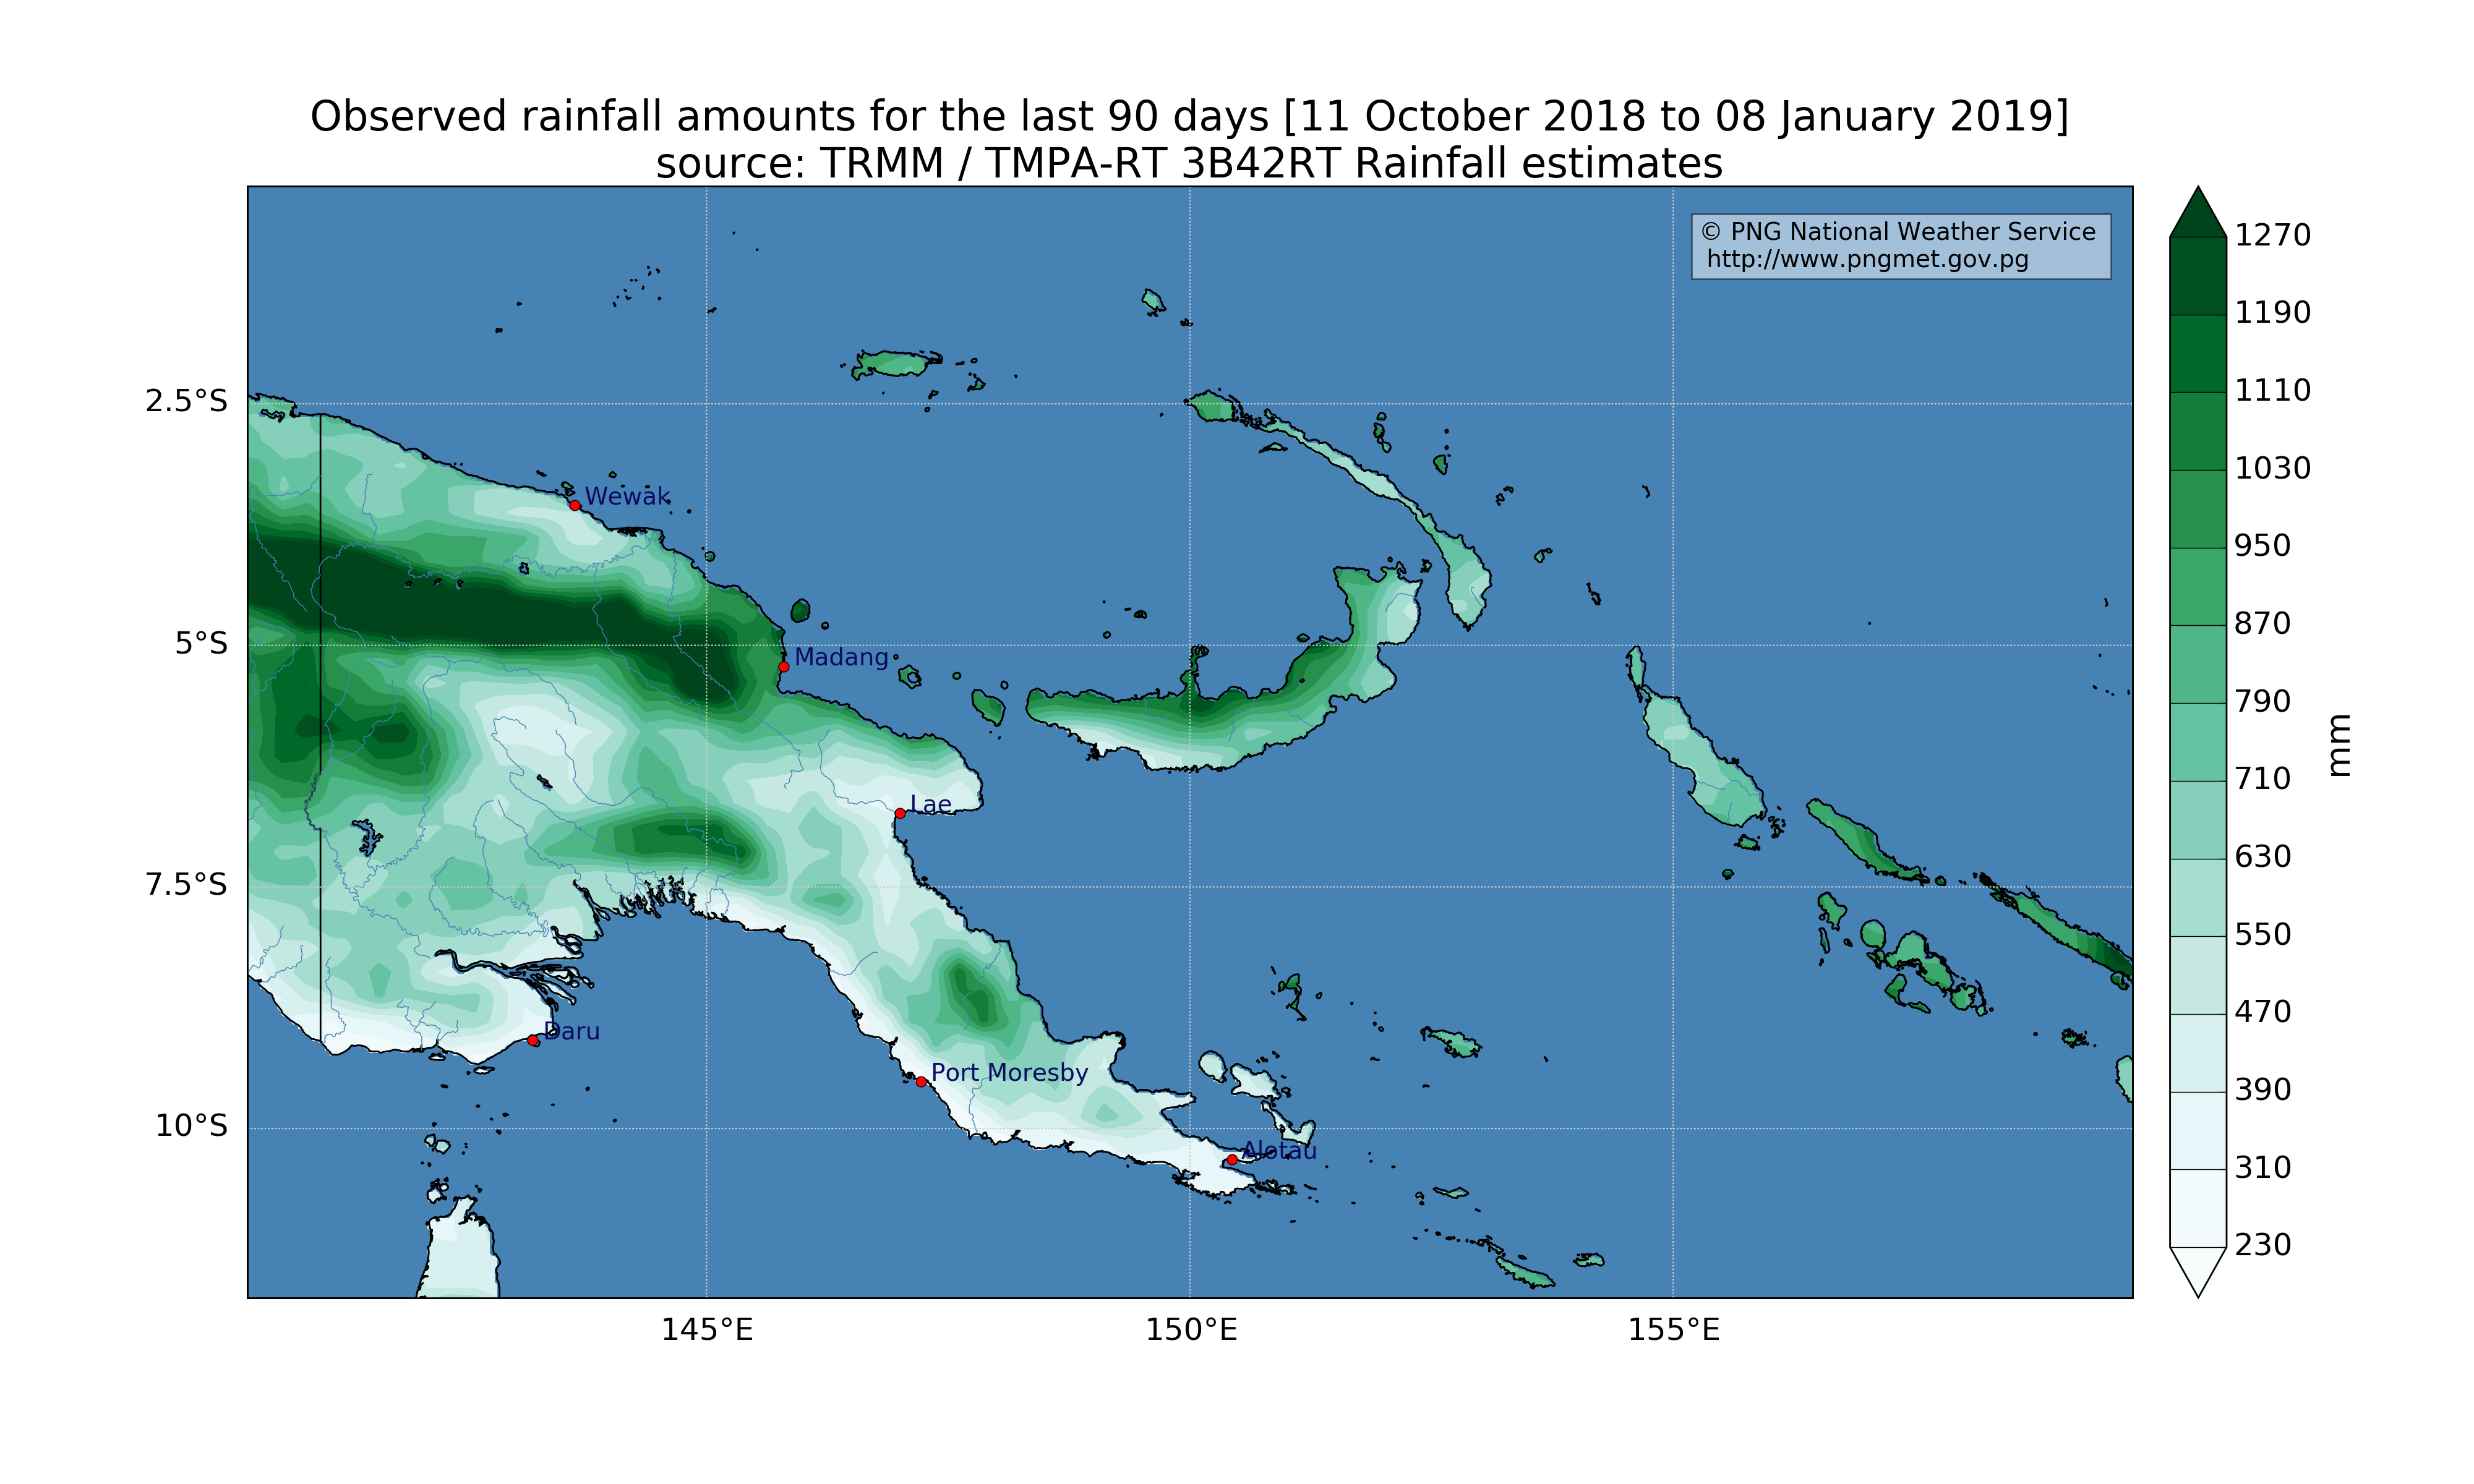 Observed rainfall amounts for the last 90 days [11 October 2018 to 08 January 2019]
source: TRMM / TMPA-RT 3B42RT Rainfall estimates
© PNG National Weather Service
http://www.pngmet.gov.pg
1270
1190
1110
1030
950
870
790
710
630
550
470
390
310
230
mm
2.5°S
5°S
7.5°S
10°S
Wewak
Madang
Lae
Daru
Port Moresby
Alotau
145°E
150°E
155°E